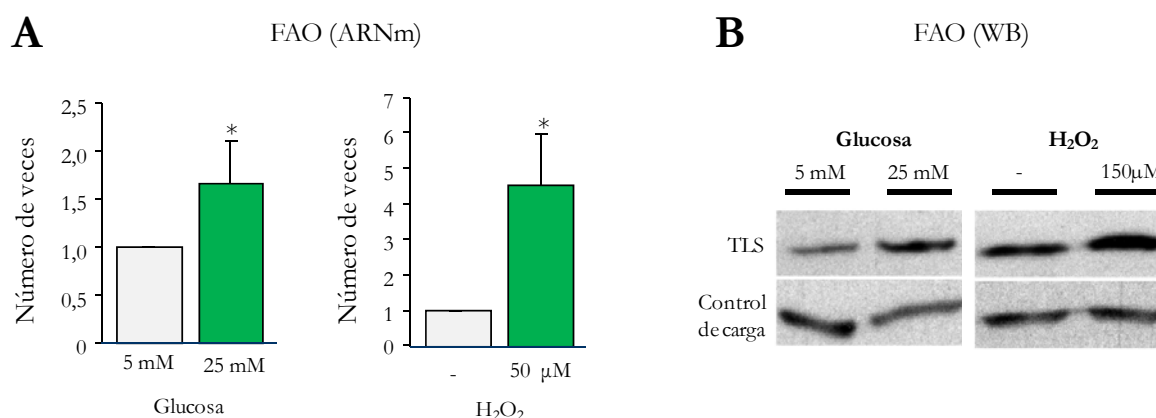 A
FAO (ARNm)
Número de veces
2,5
2,0
1,5
1,0
0,5
0
*
5 mM
25 mM
Glucosa
Número de veces
7
6
5
4
3
2
1
0
*
-
50 µM
H₂O₂
B
FAO (WB)
Glucosa
H₂O₂
5 mM
25 mM
-
150µM
TLS
Control
de carga